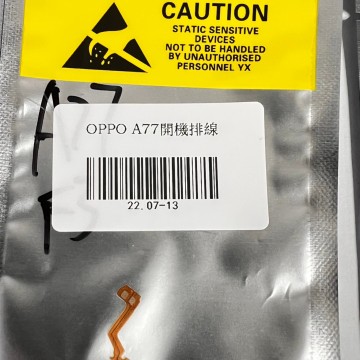 CAUTION
STATIC SENSITIVE
DEVICES
NOT TO BE HANDLED
BY UNAUTHORISED
PERSONNEL YX
OPPO A77開機排線
22.07-13